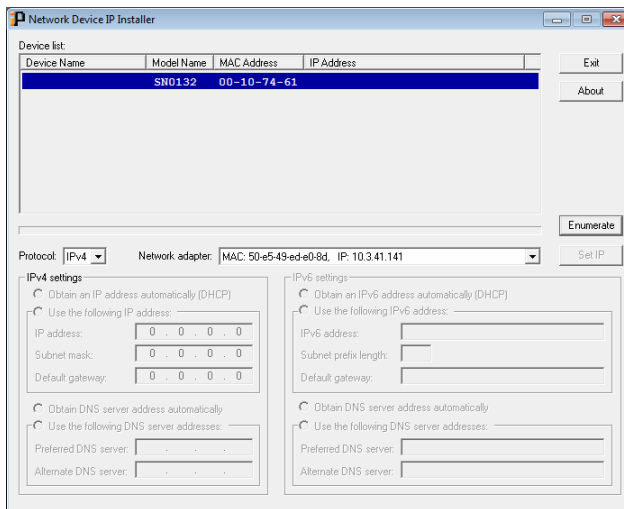 Network Device IP Installer
Device list:
Device Name Model Name MAC Address IP Address
SN0132 00-10-74-61
Exit
About
Enumerate
Protocol: IPv4 Network adapter: MAC: 50-e5-49-ed-e0-8d, IP: 10.3.41.141 Set IP
IPv4 settings
Obtain an IP address automatically (DHCP)
Use the following IP address:
IP address: 0 . 0 . 0 . 0
Subnet mask: 0 . 0 . 0 . 0
Default gateway: 0 . 0 . 0 . 0
Obtain DNS server address automatically
Use the following DNS server addresses:
Preferred DNS server: . . .
Alternate DNS server: . . .
IPv6 settings
Obtain an IPv6 address automatically (DHCP)
Use the following IPv6 address:
IPv6 address:
Subnet prefix length:
Default gateway:
Obtain DNS server address automatically
Use the following DNS server addresses:
Preferred DNS server:
Alternate DNS server: